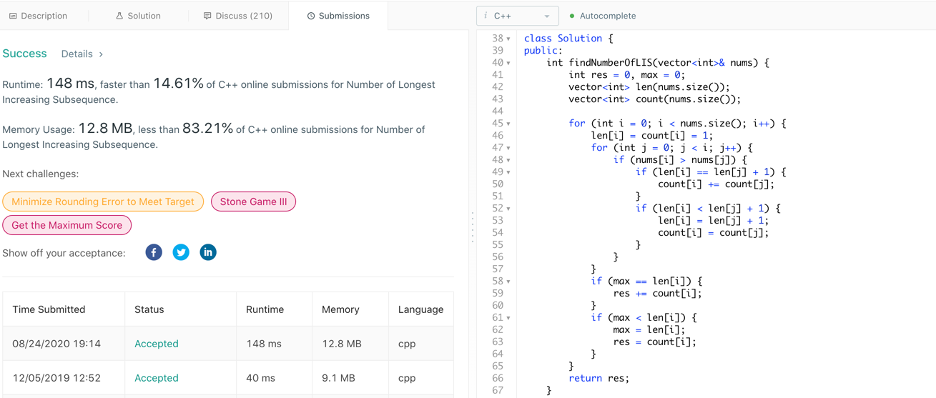 Description
Solution
Discuss (210)
Submissions
Success Details >
Runtime: 148 ms, faster than 14.61% of C++ online submissions for Number of Longest
Increasing Subsequence.
Memory Usage: 12.8 MB, less than 83.21% of C++ online submissions for Number of
Longest Increasing Subsequence.
Next challenges:
Minimize Rounding Error to Meet Target
Stone Game III
Get the Maximum Score
Show off your acceptance:
Time Submitted Status Runtime Memory Language
08/24/2020 19:14 Accepted 148 ms 12.8 MB cpp
12/05/2019 12:52 Accepted 40 ms 9.1 MB cpp
i C++
Autocomplete
38 class Solution {
39 public:
40 int findNumberOfLIS(vector<int>& nums) {
41 int res = 0, max = 0;
42 vector<int> len(nums.size());
43 vector<int> count(nums.size());
44
45 for (int i = 0; i < nums.size(); i++) {
46 len[i] = count[i] = 1;
47 for (int j = 0; j < i; j++) {
48 if (nums[i] > nums[j]) {
49 if (len[i] == len[j] + 1) {
50 count[i] += count[j];
51 }
52 if (len[i] < len[j] + 1) {
53 len[i] = len[j] + 1;
54 count[i] = count[j];
55 }
56 }
57 }
58 if (max == len[i]) {
59 res += count[i];
60 }
61 if (max < len[i]) {
62 max = len[i];
63 res = count[i];
64 }
65 }
66 return res;
67 }